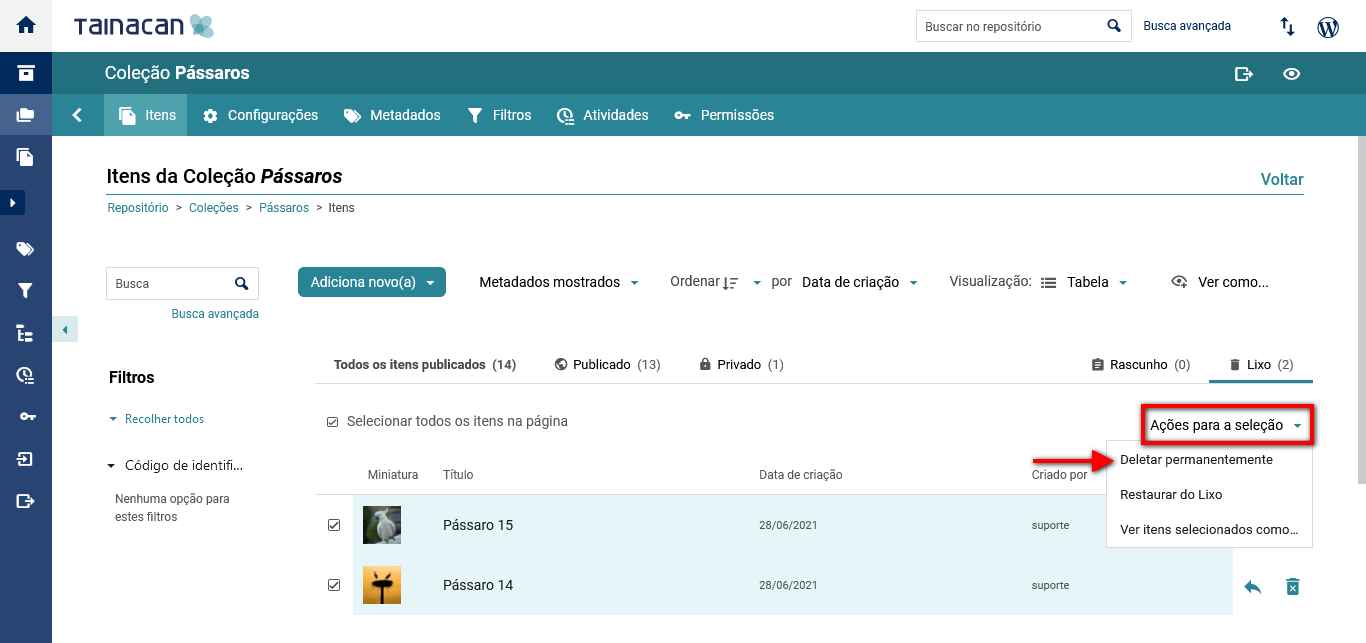 TAINACAN
Buscar no repositório
Busca avançada
Coleção Pássaros
Itens
Configurações
Metadados
Filtros
Atividades
Permissões
Itens da Coleção Pássaros
Voltar
Repositório > Coleções > Pássaros > Itens
Busca
Adiciona novo(a)
Metadados mostrados
Ordenar
por
Data de criação
Visualização:
Tabela
Ver como...
Busca avançada
Todos os itens publicados (14)
Publicado (13)
Privado (1)
Rascunho (0)
Lixo (2)
Filtros
Recolher todos
Código de identifi...
Nenhuma opção para
estes filtros
Selecionar todos os itens na página
Ações para a seleção
Deletar permanentemente
Restaurar do Lixo
Ver itens selecionados como...
Miniatura
Título
Data de criação
Criado por
Pássaro 15
28/06/2021
suporte
Pássaro 14
28/06/2021
suporte